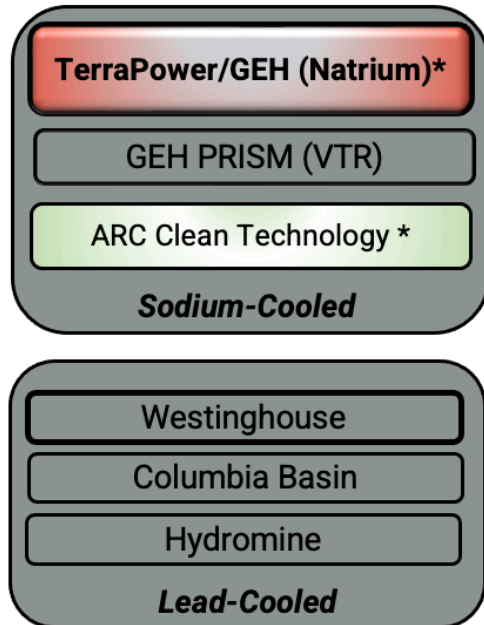 TerraPower/GEH (Natrium)*
GEH PRISM (VTR)
ARC Clean Technology *
Sodium-Cooled
Westinghouse
Columbia Basin
Hydromine
Lead-Cooled